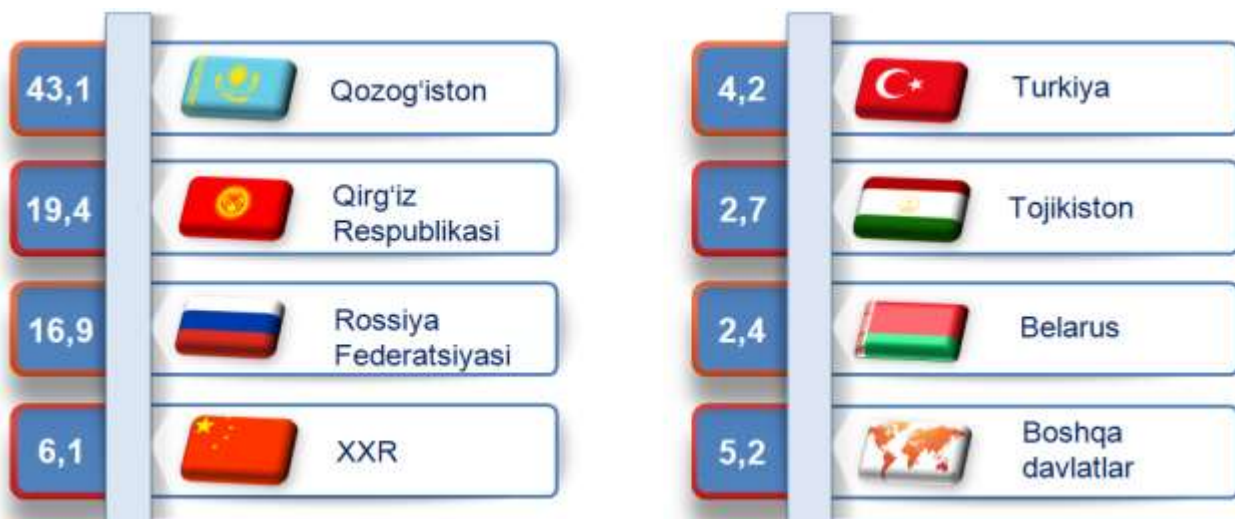 43,1
Qozog‘iston
19,4
Qirg‘iz
Respublikasi
16,9
Rossiya
Federatsiyasi
6,1
XXR
4,2
Turkiya
2,7
Tojikiston
2,4
Belarus
5,2
Boshqa
davlatlar